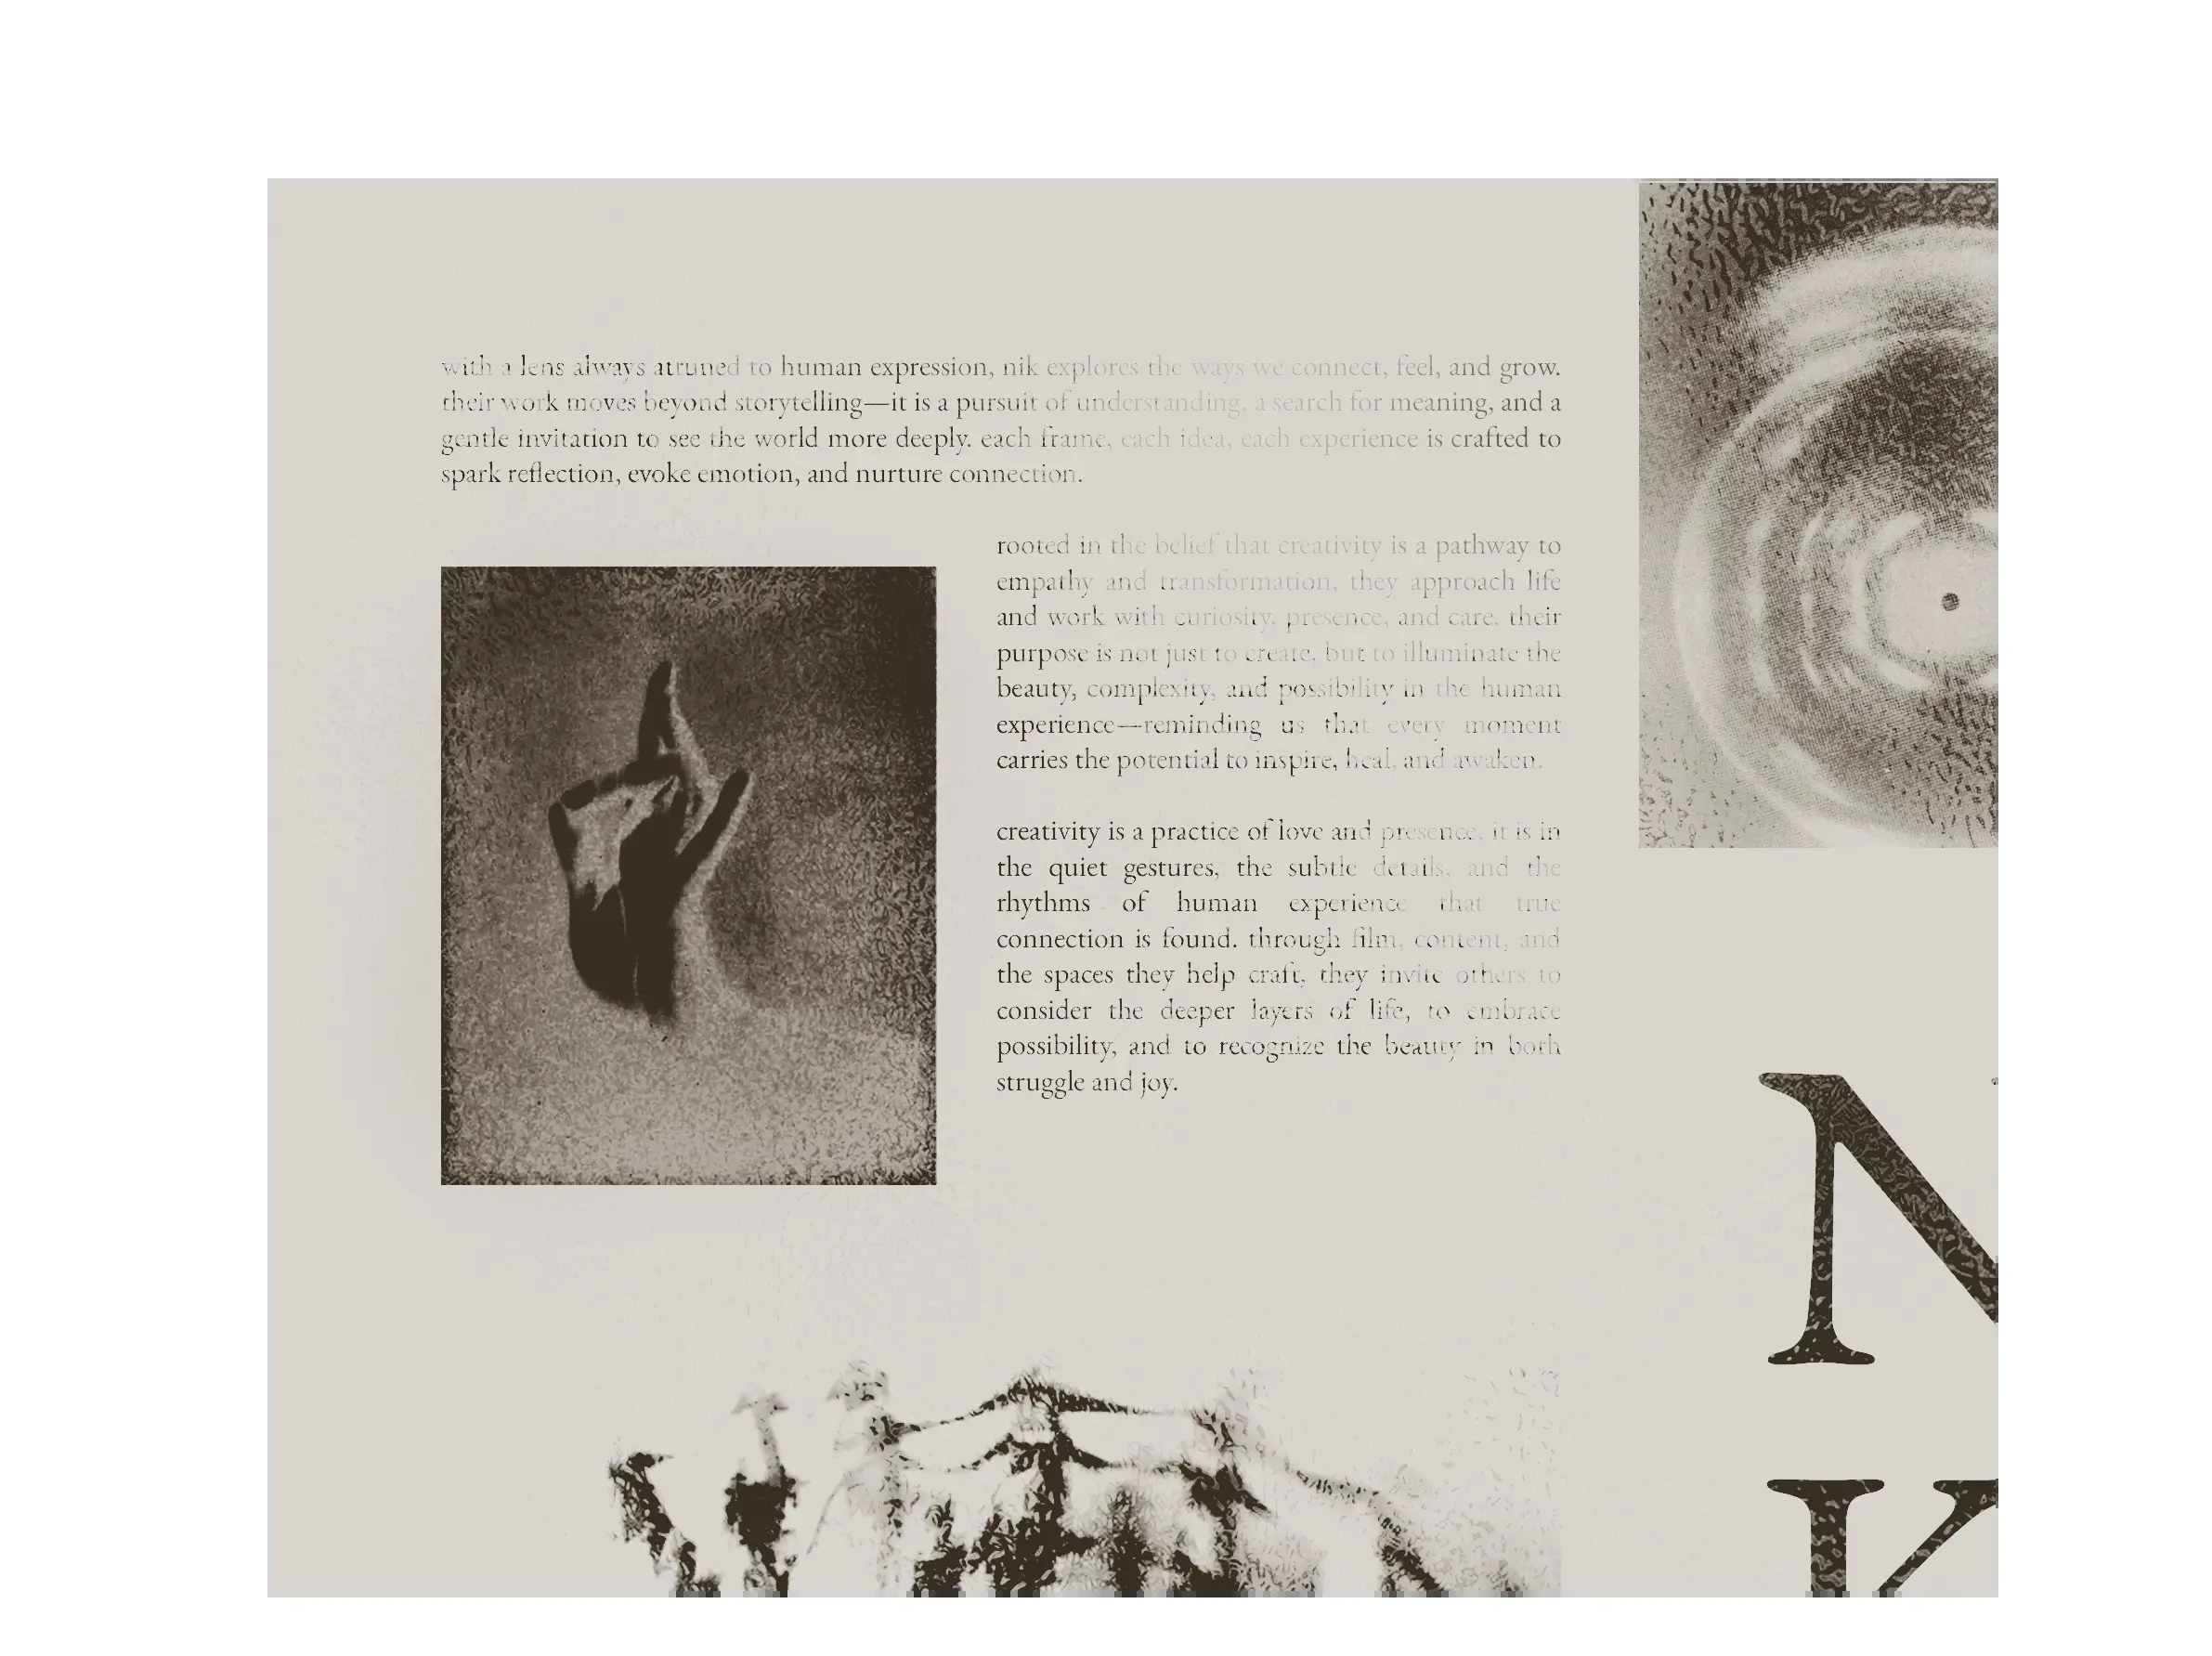 with a lens always attuned to human expression, nik explores the ways we connect, feel, and grow.
their work moves beyond storytelling—it is a pursuit of understanding, a search for meaning, and a
gentle invitation to see the world more deeply. each frame, each idea, each experience is crafted to
spark reflection, evoke emotion, and nurture connection.
rooted in the belief that creativity is a pathway to
empathy and transformation, they approach life
and work with curiosity, presence, and care. their
purpose is not just to create, but to illuminate the
beauty, complexity, and possibility in the human
experience—reminding us that every moment
carries the potential to inspire, heal, and awaken.
creativity is a practice of love and presence. it is in
the quiet gestures, the subtle details, and the
rhythms of human experience that true
connection is found. through film, content, and
the spaces they help craft, they invite others to
consider the deeper layers of life, to embrace
possibility, and to recognize the beauty in both
struggle and joy.
N
K